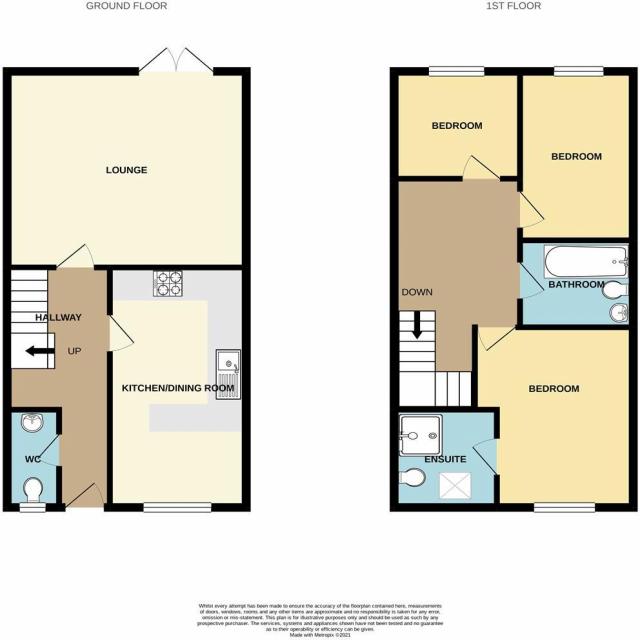 GROUND FLOOR
1ST FLOOR
LOUNGE
HALLWAY
UP
KITCHEN/DINING ROOM
WC
BEDROOM
BEDROOM
BATHROOM
DOWN
BEDROOM
ENSUITE
Whilst every attempt has been made to ensure the accuracy of the floorplan contained here, measurements
of doors, windows, rooms and any other items are approximate and no responsibility is taken for any error,
omission or mis-statement. This plan is for illustrative purposes only and should be used as such by any
prospective purchaser. The services, systems and appliances shown have not been tested and no guarantee
as to their operability or efficiency can be given.
Made with Metropix ©2021